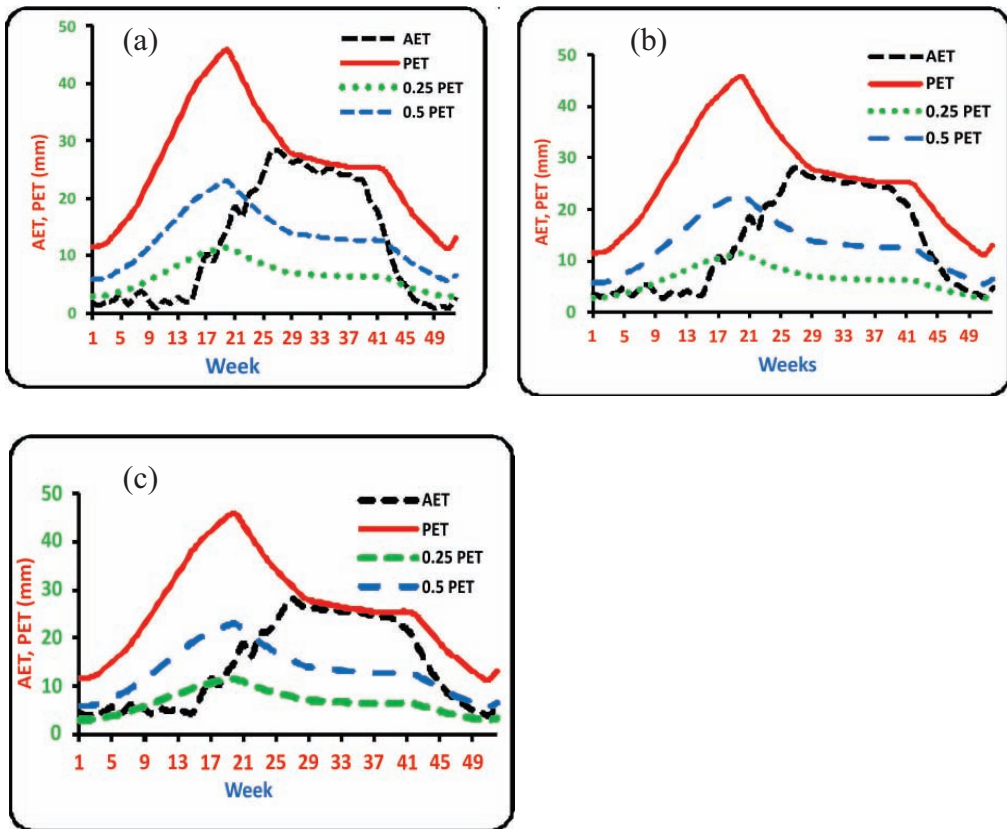 (a)
AET
PET
0.25 PET
0.5 PET
50
40
30
20
10
0
AET, PET (mm)
1 5 9 13 17 21 25 29 33 37 41 45 49
Week
(b)
AET
PET
0.25 PET
0.5 PET
50
40
30
20
10
0
AET, PET (mm)
1 5 9 13 17 21 25 29 33 37 41 45 49
Weeks
(c)
AET
PET
0.25 PET
0.5 PET
50
40
30
20
10
0
AET, PET (mm)
1 5 9 13 17 21 25 29 33 37 41 45 49
Week